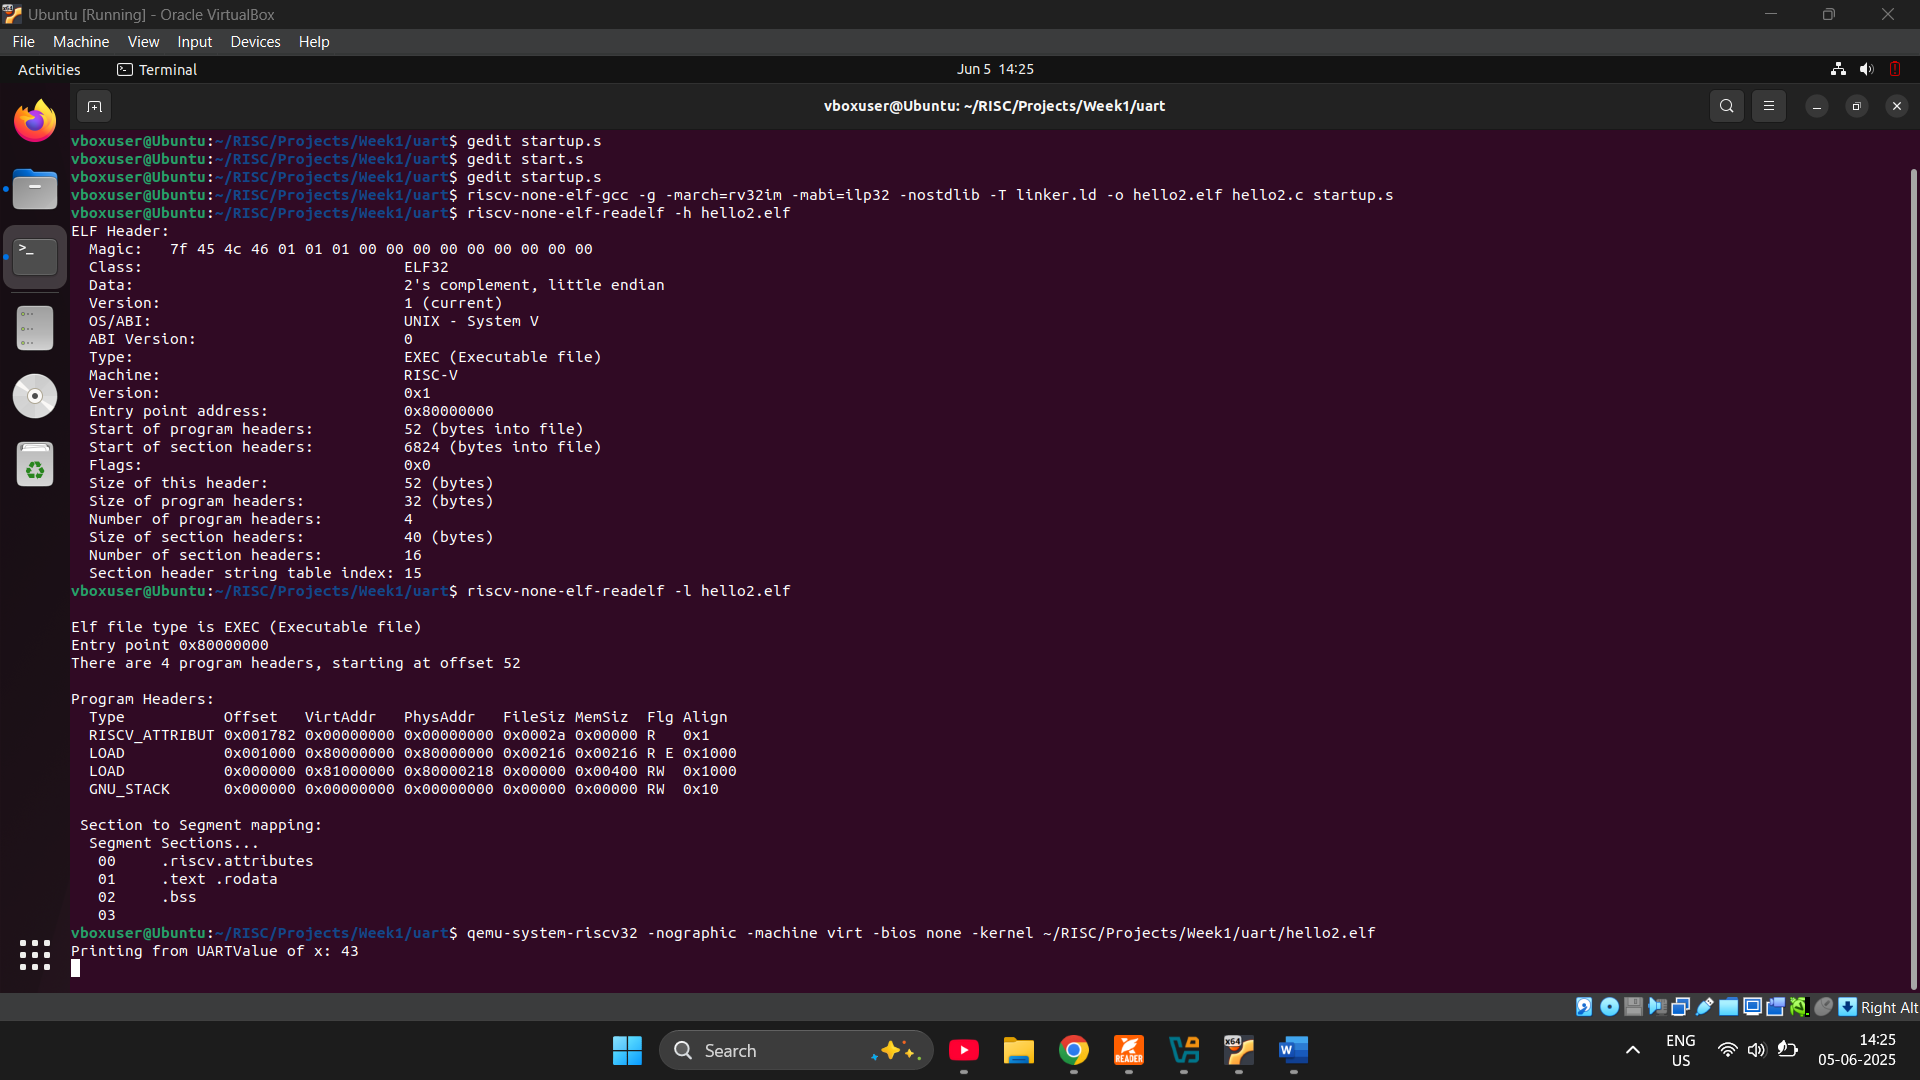 Ubuntu [Running] - Oracle VirtualBox
File Machine View Input Devices Help
Activities Terminal Jun 5 14:25
vboxuser@Ubuntu: ~/RISC/Projects/Week1/uart
vboxuser@Ubuntu:~/RISC/Projects/Week1/uart$ gedit startup.s
vboxuser@Ubuntu:~/RISC/Projects/Week1/uart$ gedit start.s
vboxuser@Ubuntu:~/RISC/Projects/Week1/uart$ gedit startup.s
vboxuser@Ubuntu:~/RISC/Projects/Week1/uart$ riscv-none-elf-gcc -g -march=rv32im -mabi=ilp32 -nostdlib -T linker.ld -o hello2.elf hello2.c startup.s
vboxuser@Ubuntu:~/RISC/Projects/Week1/uart$ riscv-none-elf-readelf -h hello2.elf
ELF Header:
  Magic:   7f 45 4c 46 01 01 01 00 00 00 00 00 00 00 00 00
  Class:                             ELF32
  Data:                              2's complement, little endian
  Version:                           1 (current)
  OS/ABI:                            UNIX - System V
  ABI Version:                       0
  Type:                              EXEC (Executable file)
  Machine:                           RISC-V
  Version:                           0x1
  Entry point address:               0x80000000
  Start of program headers:          52 (bytes into file)
  Start of section headers:          6824 (bytes into file)
  Flags:                             0x0
  Size of this header:               52 (bytes)
  Size of program headers:           32 (bytes)
  Number of program headers:         4
  Size of section headers:           40 (bytes)
  Number of section headers:         16
  Section header string table index: 15
vboxuser@Ubuntu:~/RISC/Projects/Week1/uart$ riscv-none-elf-readelf -l hello2.elf
Elf file type is EXEC (Executable file)
Entry point 0x80000000
There are 4 program headers, starting at offset 52
Program Headers:
  Type           Offset   VirtAddr   PhysAddr   FileSiz MemSiz  Flg Align
  RISCV_ATTRIBUT 0x001782 0x00000000 0x00000000 0x0002a 0x00000 R   0x1
  LOAD           0x001000 0x80000000 0x80000000 0x00216 0x00216 R E 0x1000
  LOAD           0x000000 0x81000000 0x80000218 0x00000 0x00400 RW  0x1000
  GNU_STACK      0x000000 0x00000000 0x00000000 0x00000 0x00000 RW  0x10
 Section to Segment mapping:
  Segment Sections...
   00     .riscv.attributes
   01     .text .rodata
   02     .bss
   03
vboxuser@Ubuntu:~/RISC/Projects/Week1/uart$ qemu-system-riscv32 -nographic -machine virt -bios none -kernel ~/RISC/Projects/Week1/uart/hello2.elf
Printing from UARTValue of x: 43
Right Alt
Search
x64
READER
W
ENG
US
14:25
05-06-2025